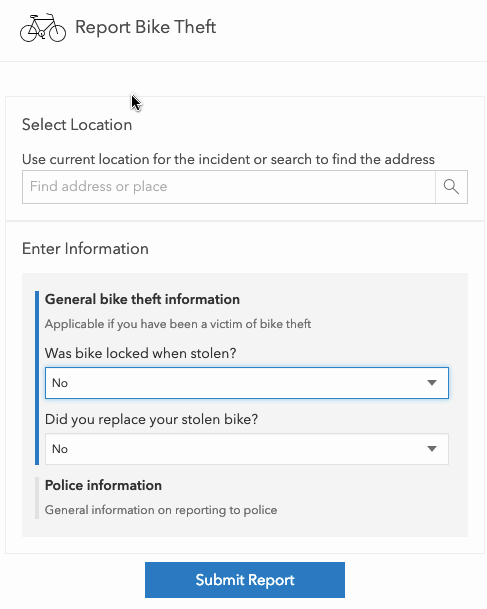 Report Bike Theft
Select Location
Use current location for the incident or search to find the address
Find address or place
Enter Information
General bike theft information
Applicable if you have been a victim of bike theft
Was bike locked when stolen?
No
Did you replace your stolen bike?
No
Police information
General information on reporting to police
Submit Report